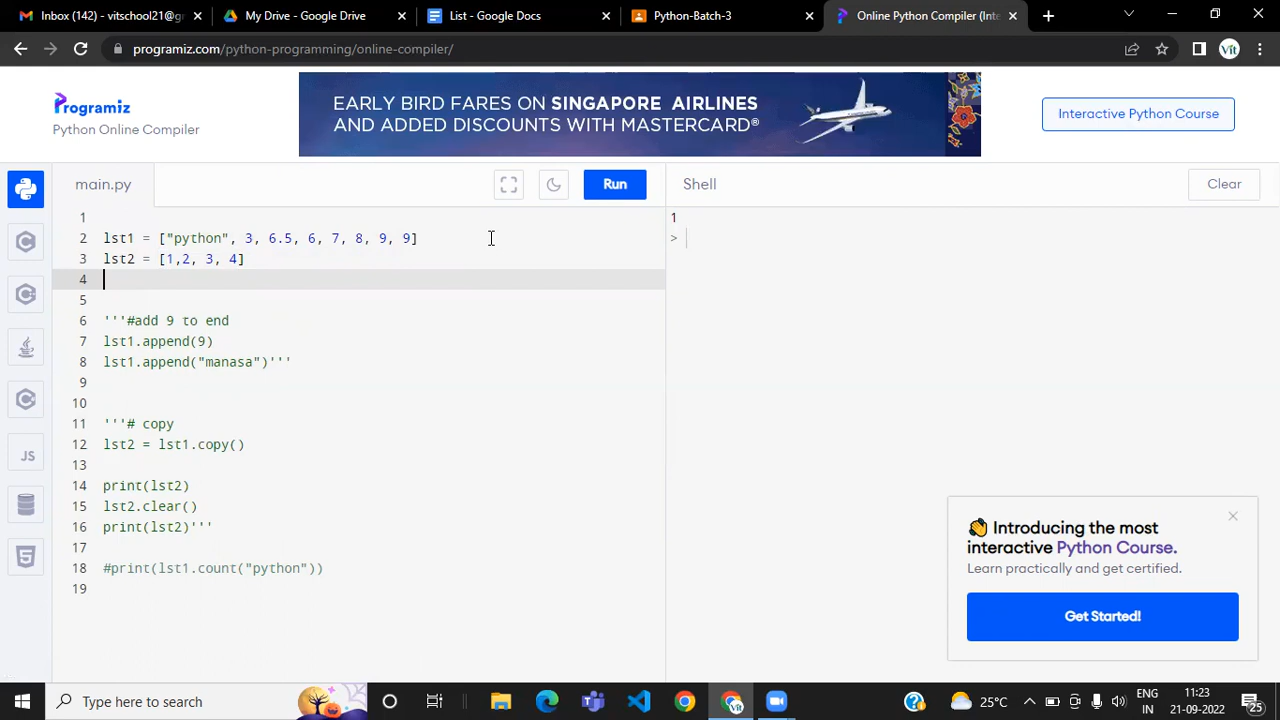 Inbox (142) - vitschool21@gm
My Drive - Google Drive
List - Google Docs
Python-Batch-3
Online Python Compiler (Inte
programiz.com/python-programming/online-compiler/
Programiz
Python Online Compiler
EARLY BIRD FARES ON SINGAPORE AIRLINES
AND ADDED DISCOUNTS WITH MASTERCARD®
Interactive Python Course
main.py
Run
Shell
Clear
1
2 lst1 = ["python", 3, 6.5, 6, 7, 8, 9, 9]
3 lst2 = [1,2, 3, 4]
4
5
6 '''#add 9 to end
7 lst1.append(9)
8 lst1.append("manasa")'''
9
10
11 '''# copy
12 lst2 = lst1.copy()
13
14 print(lst2)
15 lst2.clear()
16 print(lst2)'''
17
18 #print(lst1.count("python"))
19
1
>
JS
Introducing the most
interactive Python Course.
Learn practically and get certified.
Get Started!
Type here to search
25°C
ENG
IN
11:23
21-09-2022
25